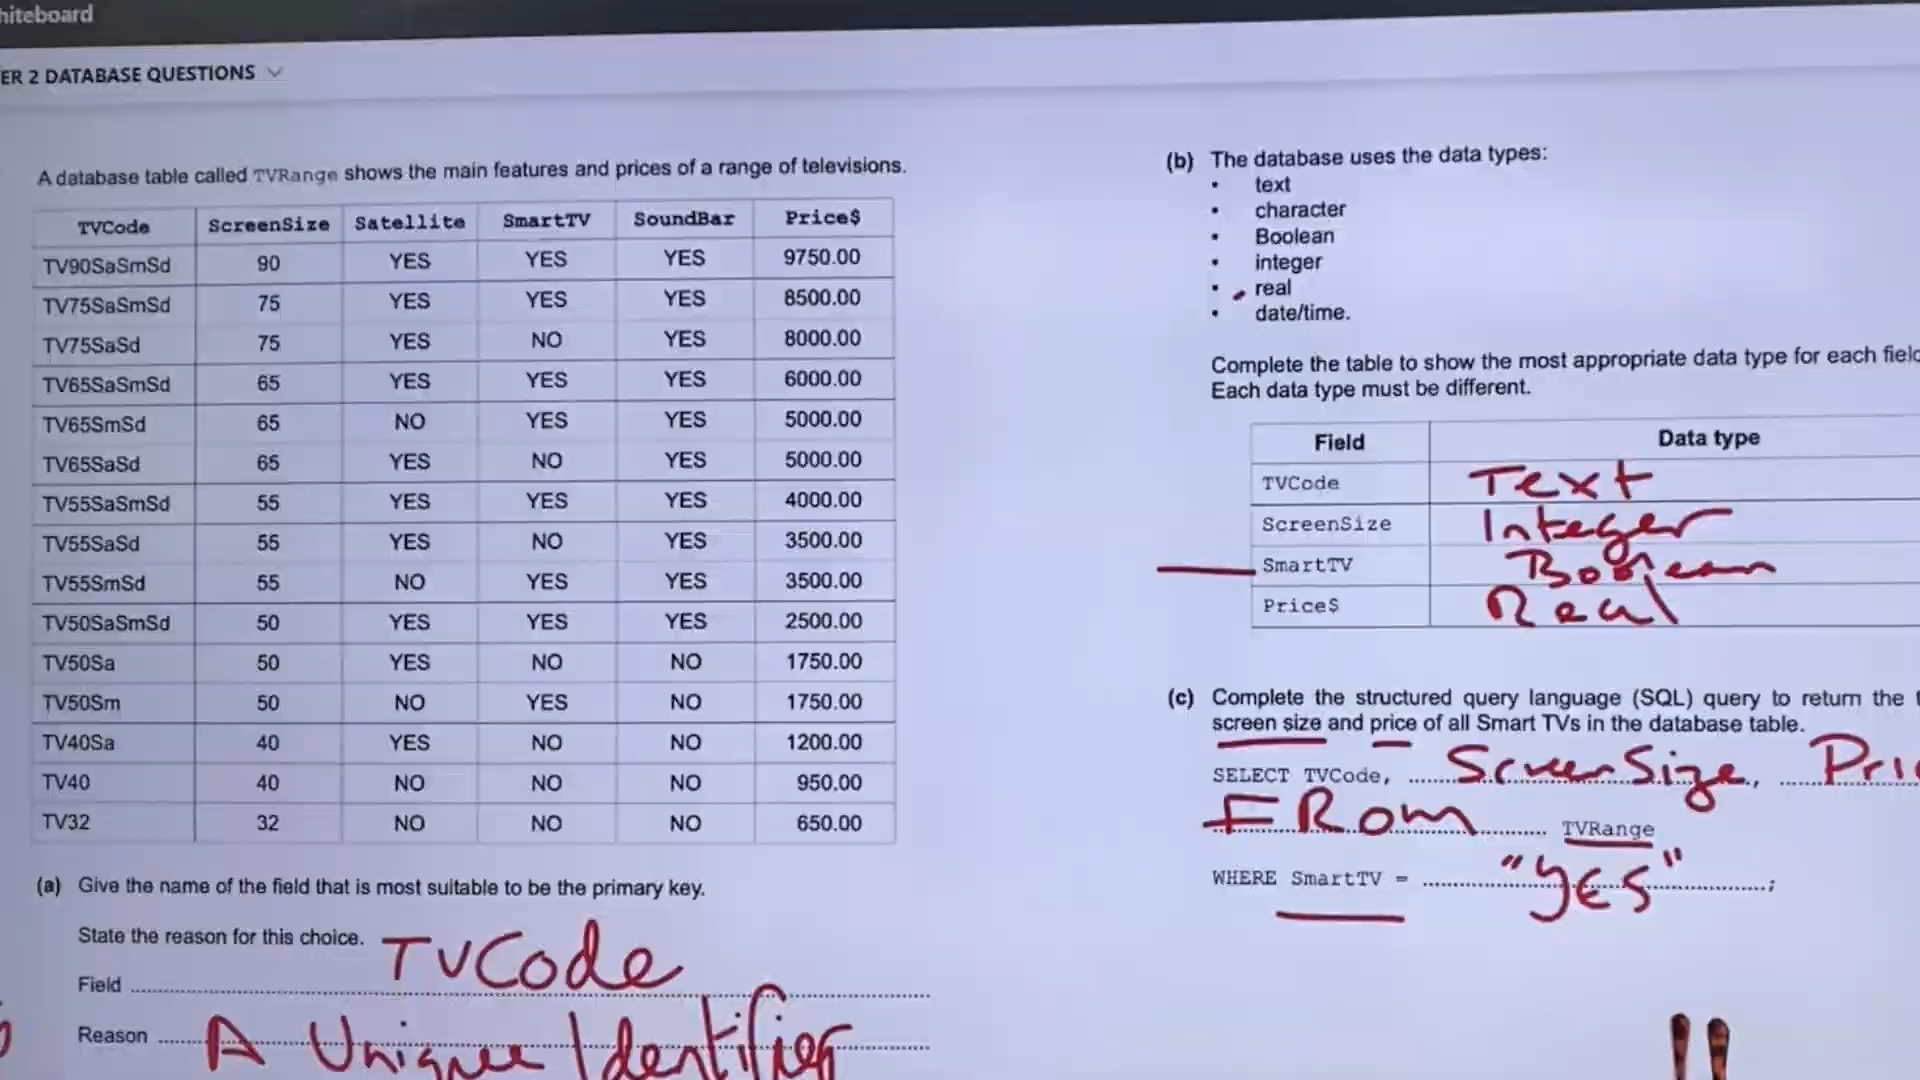 hiteboard
ER 2 DATABASE QUESTIONS
A database table called TVRange shows the main features and prices of a range of televisions.
TVCode ScreenSize Satellite SmartTV SoundBar Price$
TV90SaSmSd 90 YES YES YES 9750.00
TV75SaSmSd 75 YES YES YES 8500.00
TV75SaSd 75 YES NO YES 8000.00
TV65SaSmSd 65 YES YES YES 6000.00
TV65SmSd 65 NO YES YES 5000.00
TV65SaSd 65 YES NO YES 5000.00
TV55SaSmSd 55 YES YES YES 4000.00
TV55SaSd 55 YES NO YES 3500.00
TV55SmSd 55 NO YES YES 3500.00
TV50SaSmSd 50 YES YES YES 2500.00
TV50Sa 50 YES NO NO 1750.00
TV50Sm 50 NO YES NO 1750.00
TV40Sa 40 YES NO NO 1200.00
TV40 40 NO NO NO 950.00
TV32 32 NO NO NO 650.00
(a) Give the name of the field that is most suitable to be the primary key.
State the reason for this choice.
Field TVCode
Reason A Unique Identifier
(b) The database uses the data types:
• text
• character
• Boolean
• integer
• real
• date/time.
Complete the table to show the most appropriate data type for each field
Each data type must be different.
Field Data type
TVCode Text
ScreenSize Integer
SmartTV Boolean
Price$ Real
(c) Complete the structured query language (SQL) query to return the
screen size and price of all Smart TVs in the database table.
SELECT TVCode, ScreenSize, Pric
FROM TVRange
WHERE SmartTV = "YES" ;